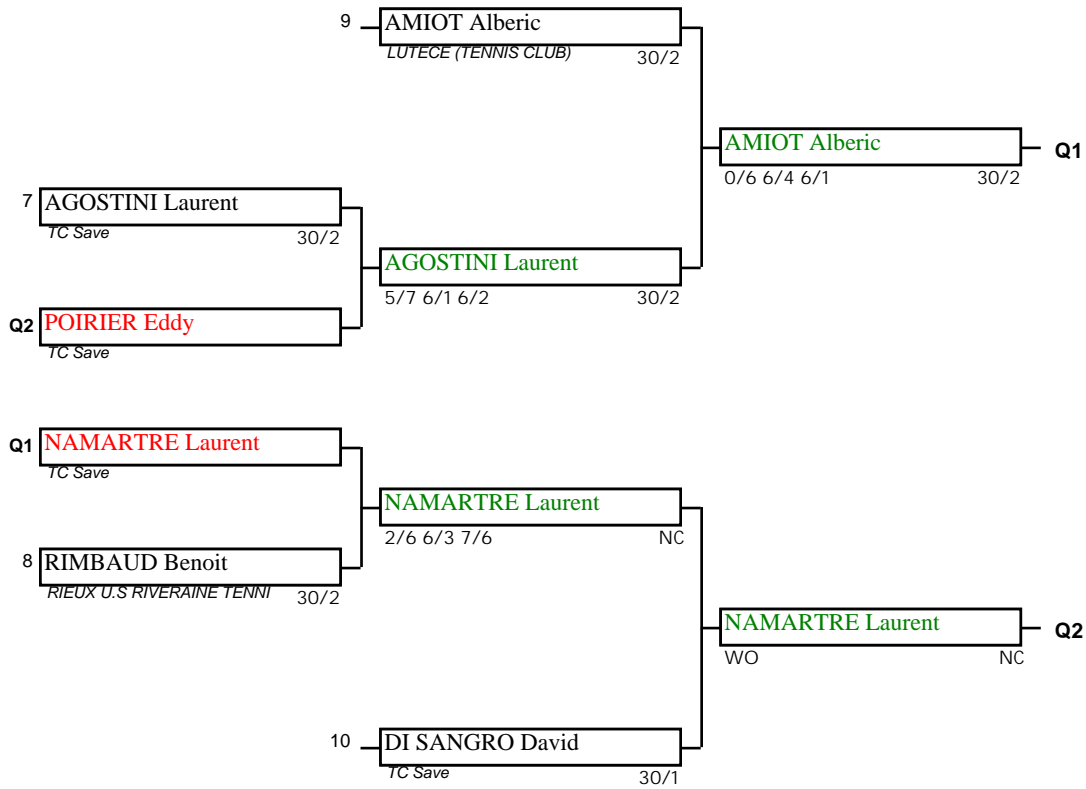 9 AMIOT Alberic
LUTECE (TENNIS CLUB) 30/2
AMIOT Alberic Q1
0/6 6/4 6/1 30/2
7 AGOSTINI Laurent
TC Save 30/2
AGOSTINI Laurent
5/7 6/1 6/2 30/2
Q2 POIRIER Eddy
TC Save
Q1 NAMARTRE Laurent
TC Save
NAMARTRE Laurent
2/6 6/3 7/6 NC
8 RIMBAUD Benoit
RIEUX U.S RIVERAINE TENNI 30/2
NAMARTRE Laurent Q2
WO NC
10 DI SANGRO David
TC Save 30/1